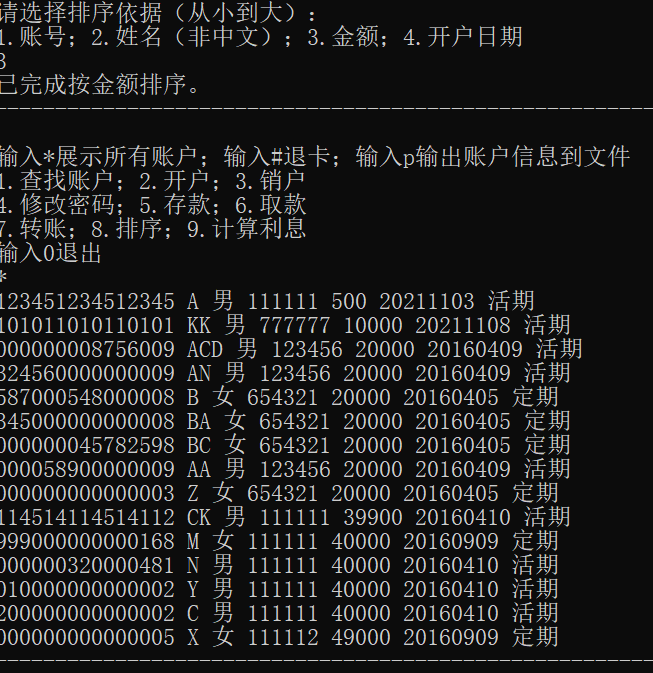 请选择排序依据（从小到大）：
1.账号；2.姓名（非中文）；3.金额；4.开户日期
3
已完成按金额排序。
输入*展示所有账户；输入#退卡；输入p输出账户信息到文件
1.查找账户；2.开户；3.销户
4.修改密码；5.存款；6.取款
7.转账；8.排序；9.计算利息
输入0退出
*
123451234512345 A 男 111111 500 20211103 活期
101011010110101 KK 男 777777 10000 20211108 活期
000000008756009 ACD 男 123456 20000 20160409 活期
324560000000009 AN 男 123456 20000 20160409 活期
587000548000008 B 女 654321 20000 20160405 定期
345000000000008 BA 女 654321 20000 20160405 定期
000000045782598 BC 女 654321 20000 20160405 定期
000058900000009 AA 男 123456 20000 20160409 活期
000000000000003 Z 女 654321 20000 20160405 定期
114514114514112 CK 男 111111 39900 20160410 活期
999000000000168 M 女 111111 40000 20160909 定期
000000320000481 N 男 111111 40000 20160410 活期
010000000000002 Y 男 111111 40000 20160410 活期
200000000000002 C 男 111111 40000 20160410 活期
000000000000005 X 女 111112 49000 20160909 定期